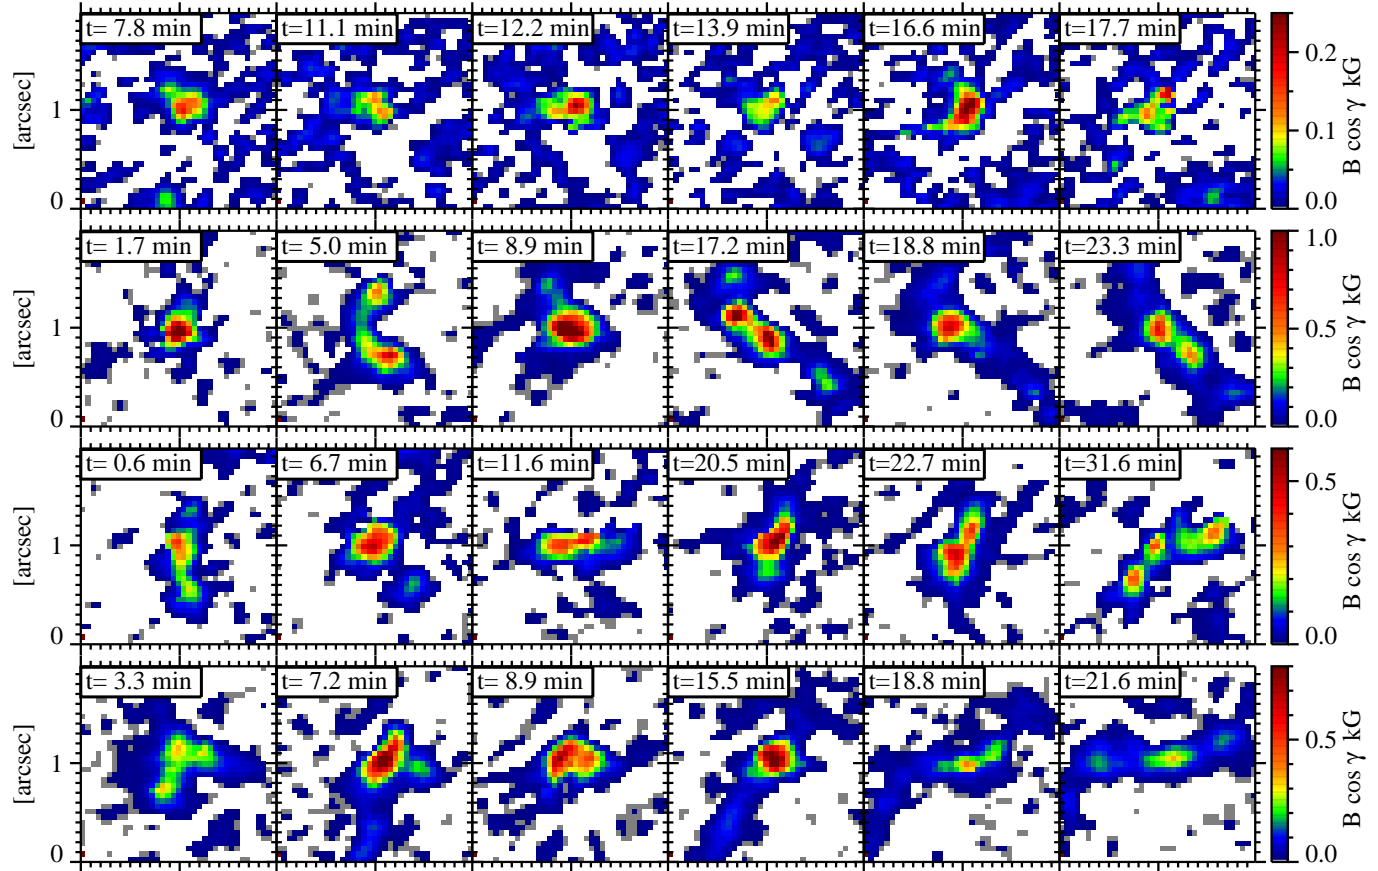 t= 7.8 min t=11.1 min t=12.2 min t=13.9 min t=16.6 min t=17.7 min
[arcsec] 1 0
0.2 0.1 0.0 B cos γ kG
t= 1.7 min t= 5.0 min t= 8.9 min t=17.2 min t=18.8 min t=23.3 min
[arcsec] 1 0
1.0 0.5 0.0 B cos γ kG
t= 0.6 min t= 6.7 min t=11.6 min t=20.5 min t=22.7 min t=31.6 min
[arcsec] 1 0
0.5 0.0 B cos γ kG
t= 3.3 min t= 7.2 min t= 8.9 min t=15.5 min t=18.8 min t=21.6 min
[arcsec] 1 0
0.5 0.0 B cos γ kG